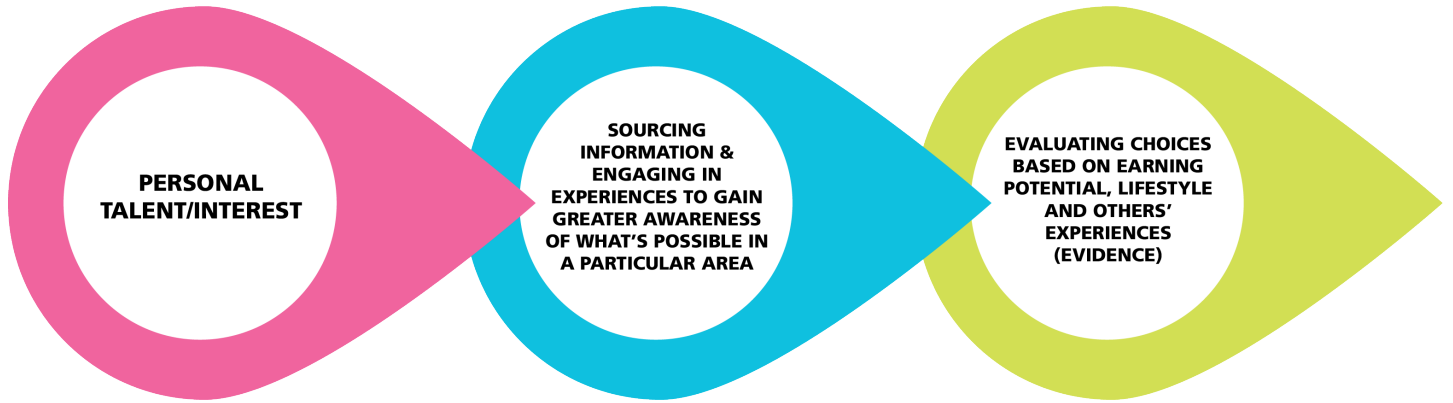 PERSONAL
TALENT/INTEREST
SOURCING
INFORMATION &
ENGAGING IN
EXPERIENCES TO GAIN
GREATER AWARENESS
OF WHAT’S POSSIBLE IN
A PARTICULAR AREA
EVALUATING CHOICES
BASED ON EARNING
POTENTIAL, LIFESTYLE
AND OTHERS’
EXPERIENCES
(EVIDENCE)